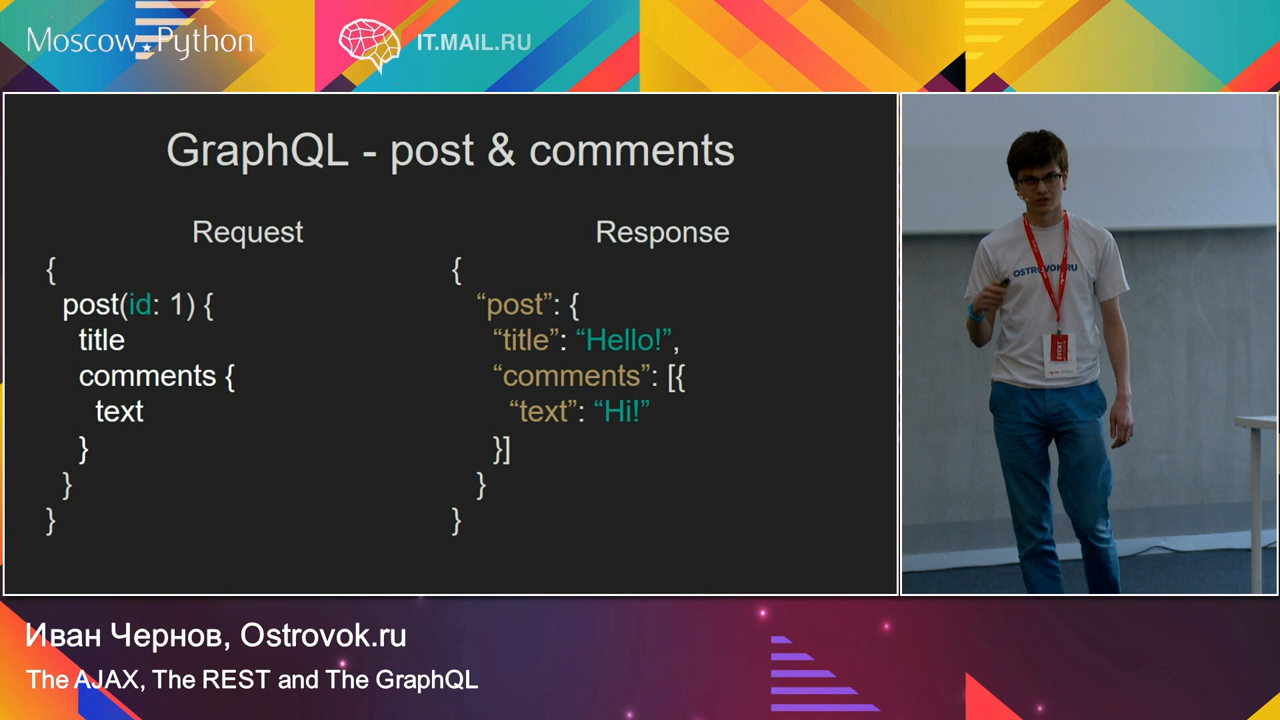 Moscow Python
IT.MAIL.RU
GraphQL - post & comments
Request
{
post(id: 1) {
title
comments {
text
}
}
}
Response
{
“post”: {
“title”: “Hello!”,
“comments”: [{
“text”: “Hi!”
}]
}
}
OSTROVOK.RU
EVENT
Иван Чернов, Ostrovok.ru
The AJAX, The REST and The GraphQL